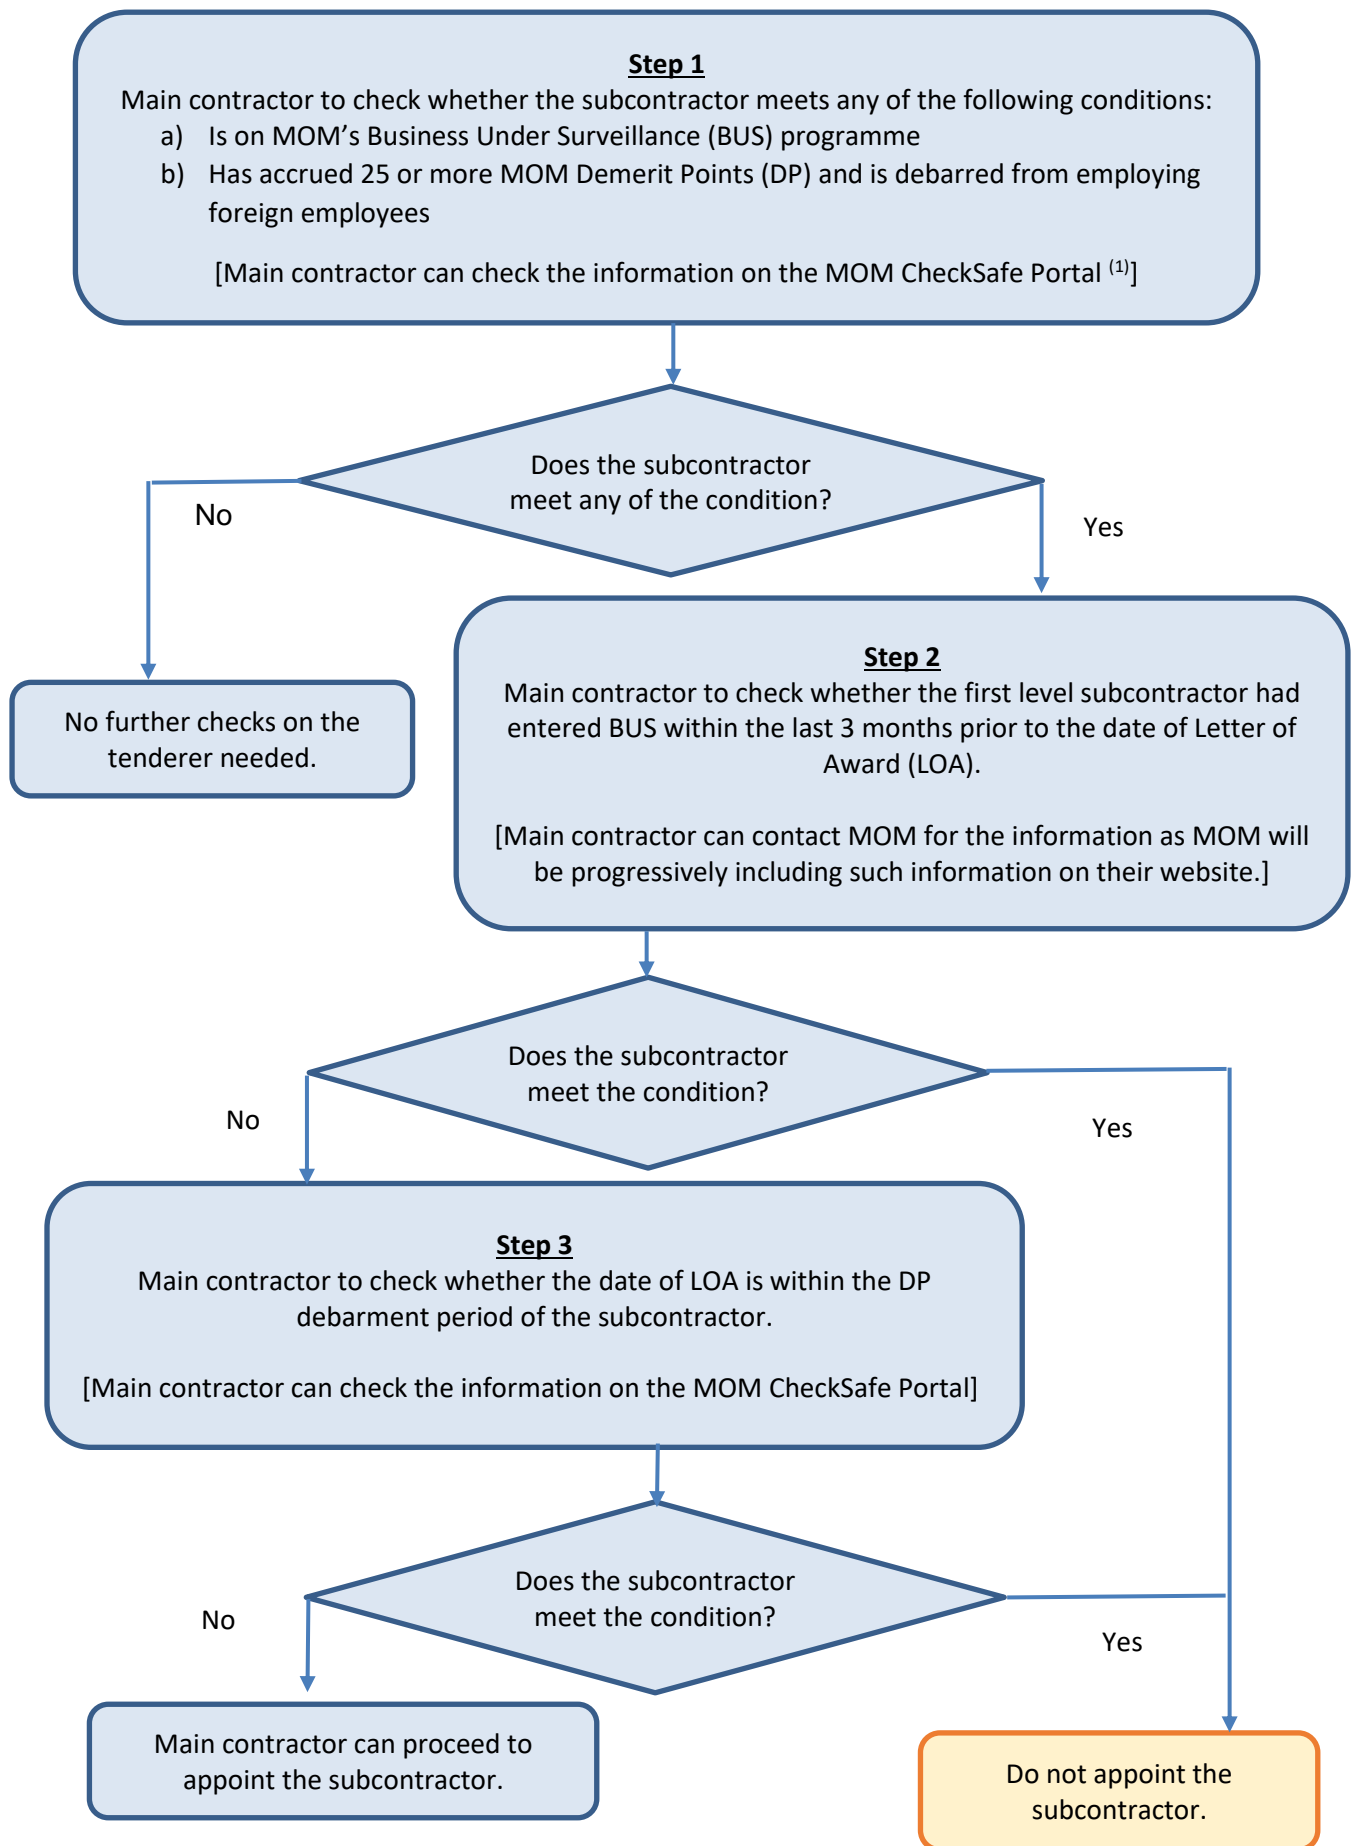 Step 1
Main contractor to check whether the subcontractor meets any of the following conditions:
a) Is on MOM’s Business Under Surveillance (BUS) programme
b) Has accrued 25 or more MOM Demerit Points (DP) and is debarred from employing
foreign employees
[Main contractor can check the information on the MOM CheckSafe Portal (1)]
Does the subcontractor
meet any of the condition?
No
Yes
No further checks on the
tenderer needed.
Step 2
Main contractor to check whether the first level subcontractor had
entered BUS within the last 3 months prior to the date of Letter of
Award (LOA).
[Main contractor can contact MOM for the information as MOM will
be progressively including such information on their website.]
Does the subcontractor
meet the condition?
No
Yes
Step 3
Main contractor to check whether the date of LOA is within the DP
debarment period of the subcontractor.
[Main contractor can check the information on the MOM CheckSafe Portal]
Does the subcontractor
meet the condition?
No
Yes
Main contractor can proceed to
appoint the subcontractor.
Do not appoint the
subcontractor.